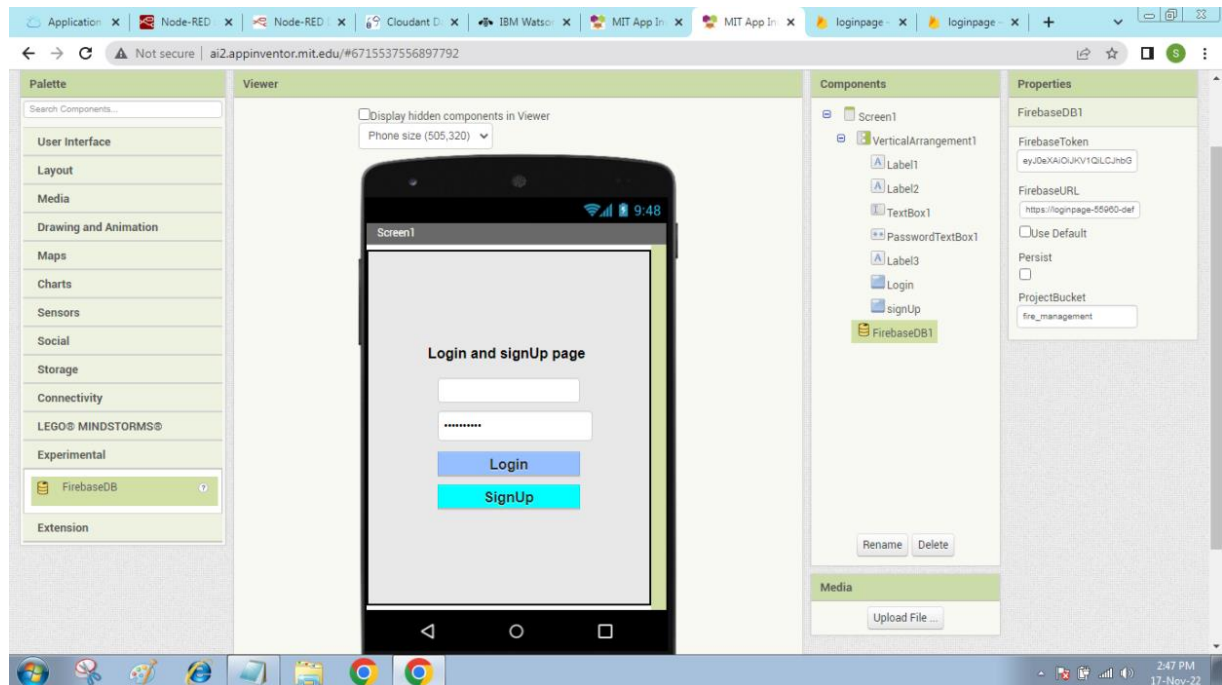 Application
Node-RED
Node-RED
Cloudant D
IBM Watso
MIT App In
MIT App In
loginpage -
loginpage -
Not secure | ai2.appinventor.mit.edu/#6715537556897792
S
Palette
Search Components...
User Interface
Layout
Media
Drawing and Animation
Maps
Charts
Sensors
Social
Storage
Connectivity
LEGO® MINDSTORMS®
Experimental
FirebaseDB
?
Extension
Viewer
Display hidden components in Viewer
Phone size (505,320)
9:48
Screen1
Login and signUp page
••••••••••
Login
SignUp
Components
Screen1
VerticalArrangement1
Label1
Label2
TextBox1
PasswordTextBox1
Label3
Login
signUp
FirebaseDB1
Rename Delete
Media
Upload File ...
Properties
FirebaseDB1
FirebaseToken
FirebaseURL
https://loginpage-55960-def
Use Default
Persist
ProjectBucket
fire_management
2:47 PM
17-Nov-22